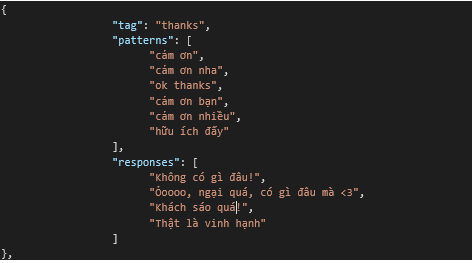 {
"tag": "thanks",
"patterns": [
"cảm ơn",
"cảm ơn nha",
"ok thanks",
"cảm ơn bạn",
"cảm ơn nhiều",
"hữu ích đấy"
],
"responses": [
"Không có gì đâu!",
"Ôoooo, ngại quá, có gì đâu mà <3",
"Khách sáo quá!",
"Thật là vinh hạnh"
]
},